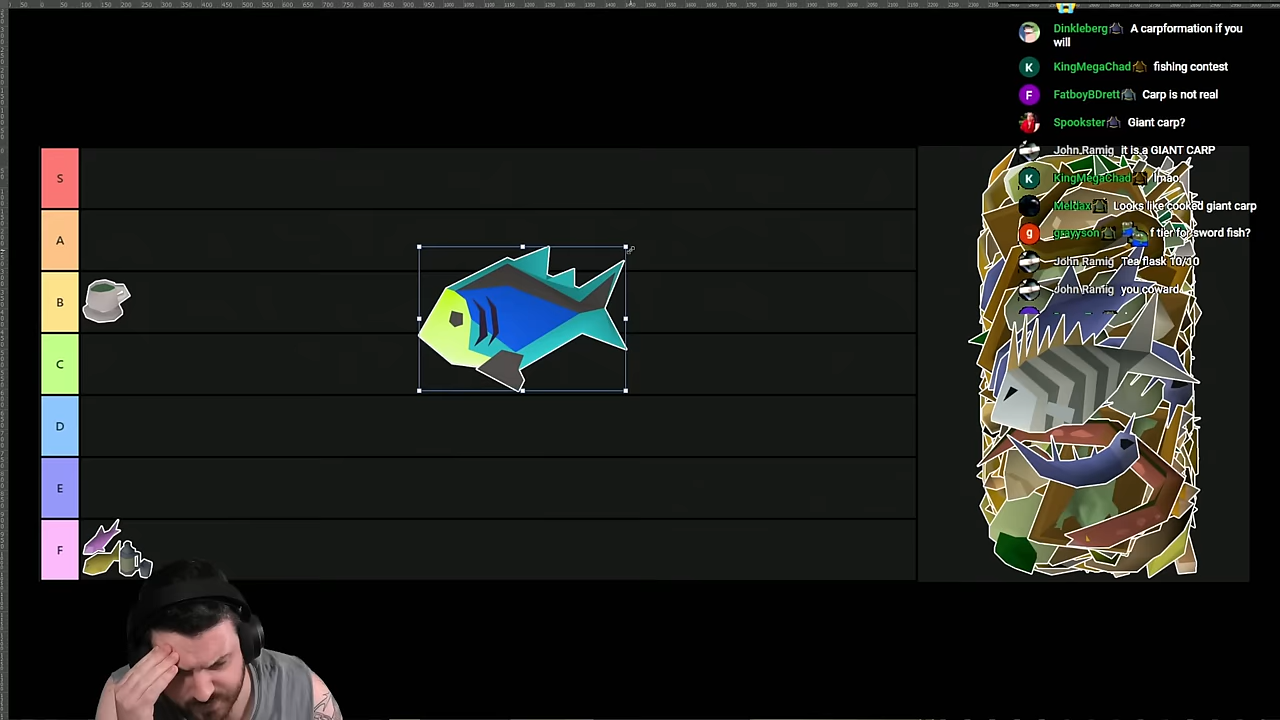 Dinkleberg A carpformation if you
will
KingMegaChad fishing contest
FatboyBDrett Carp is not real
Spookster Giant carp?
John Ramig it is a GIANT CARP
K KingMegaChad lmao
Meldax Looks like cooked giant carp
g grayyson f tier for sword fish?
John Ramig Tea flask 10/10
John Ramig you coward
S
A
B
C
D
E
F